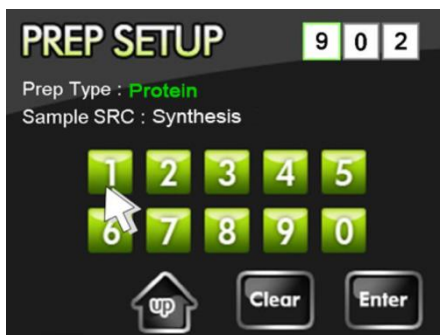 PREP SETUP 9 0 2
Prep Type : Protein
Sample SRC : Synthesis
1 2 3 4 5
6 7 8 9 0
up Clear Enter